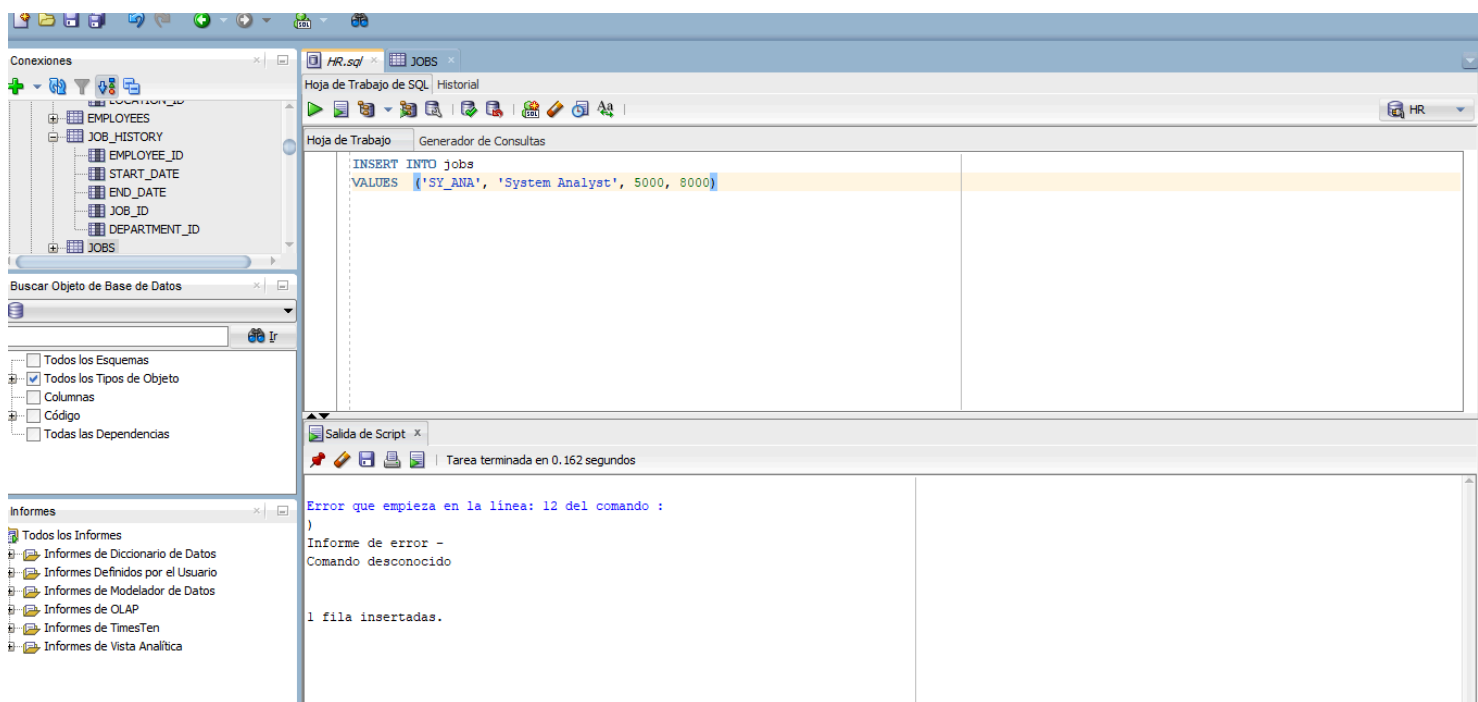 Conexiones
LOCATION_ID
EMPLOYEES
JOB_HISTORY
EMPLOYEE_ID
START_DATE
END_DATE
JOB_ID
DEPARTMENT_ID
JOBS
Buscar Objeto de Base de Datos
Ir
Todos los Esquemas
Todos los Tipos de Objeto
Columnas
Código
Todas las Dependencias
Informes
Todos los Informes
Informes de Diccionario de Datos
Informes Definidos por el Usuario
Informes de Modelador de Datos
Informes de OLAP
Informes de TimesTen
Informes de Vista Analítica
HR.sql JOBS
Hoja de Trabajo de SQL Historial
HR
Hoja de Trabajo Generador de Consultas
INSERT INTO jobs
VALUES ('SY_ANA', 'System Analyst', 5000, 8000)
Salida de Script
Tarea terminada en 0.162 segundos
Error que empieza en la línea: 12 del comando :
)
Informe de error -
Comando desconocido
1 fila insertadas.